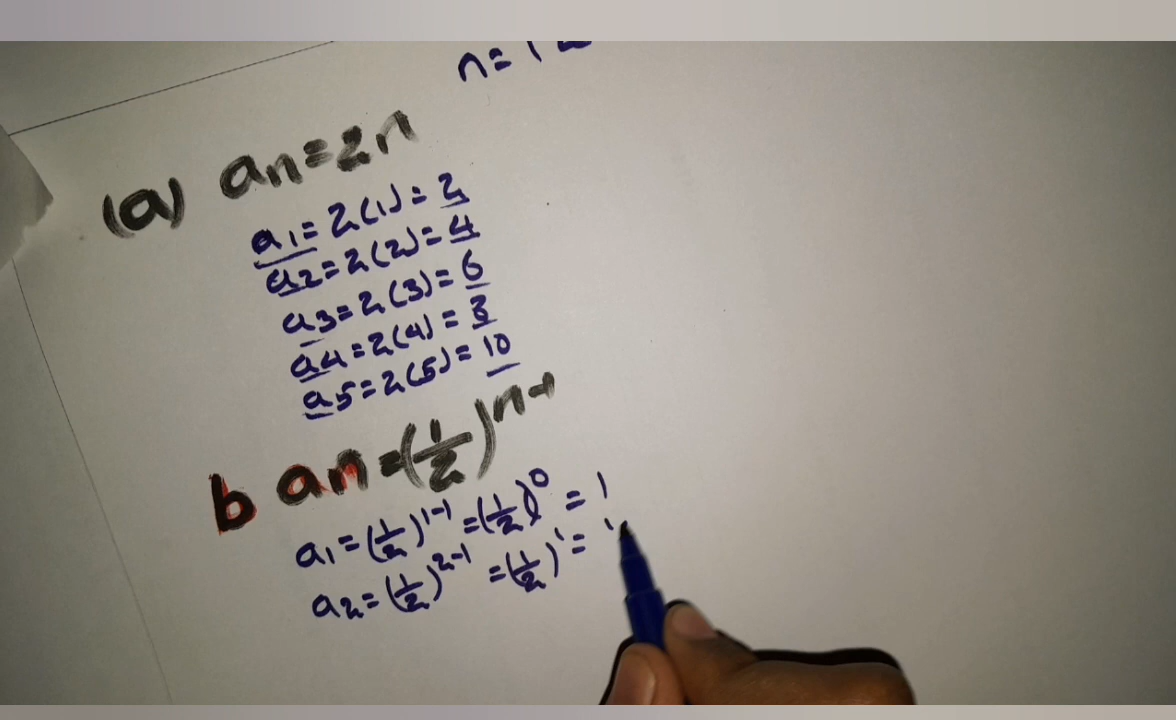 n=1
(a) an=2n
a1=2(1)=2
a2=2(2)=4
a3=2(3)=6
a4=2(4)=8
a5=2(5)=10
b an=(1/2)^n-1
a1=(1/2)^1-1=(1/2)^0=1
a2=(1/2)^2-1=(1/2)^1=